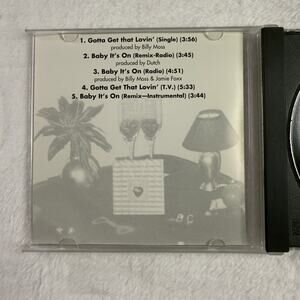 1. Gotta Get that Lovin' (Single) (3:56)
produced by Billy Moss
2. Baby It's On (Remix-Radio) (3:45)
produced by Dutch
3. Baby It's On (Radio) (4:51)
produced by Billy Moss & Jamie Foxx
4. Gotta Get That Lovin' (T.V.) (5:33)
5. Baby It's On (Remix—Instrumental) (3:44)